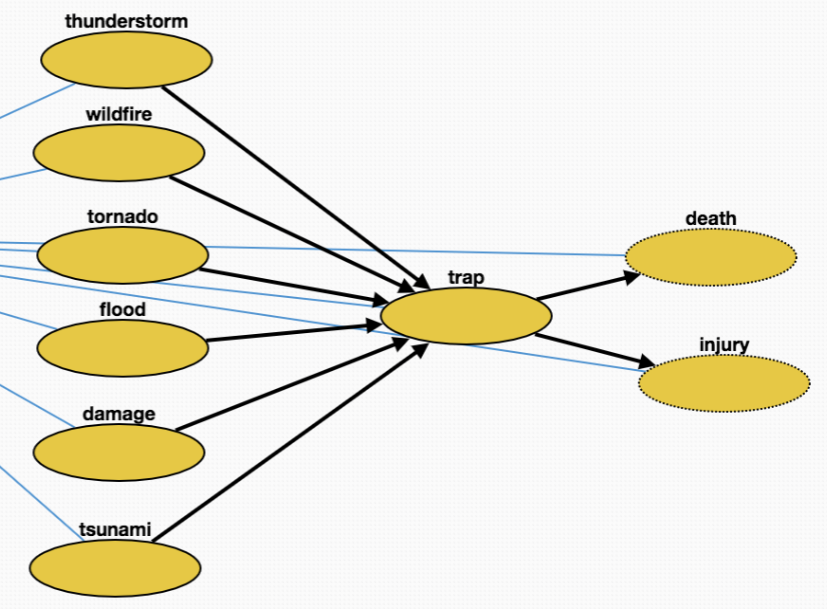 thunderstorm
wildfire
tornado
flood
damage
tsunami
trap
death
injury